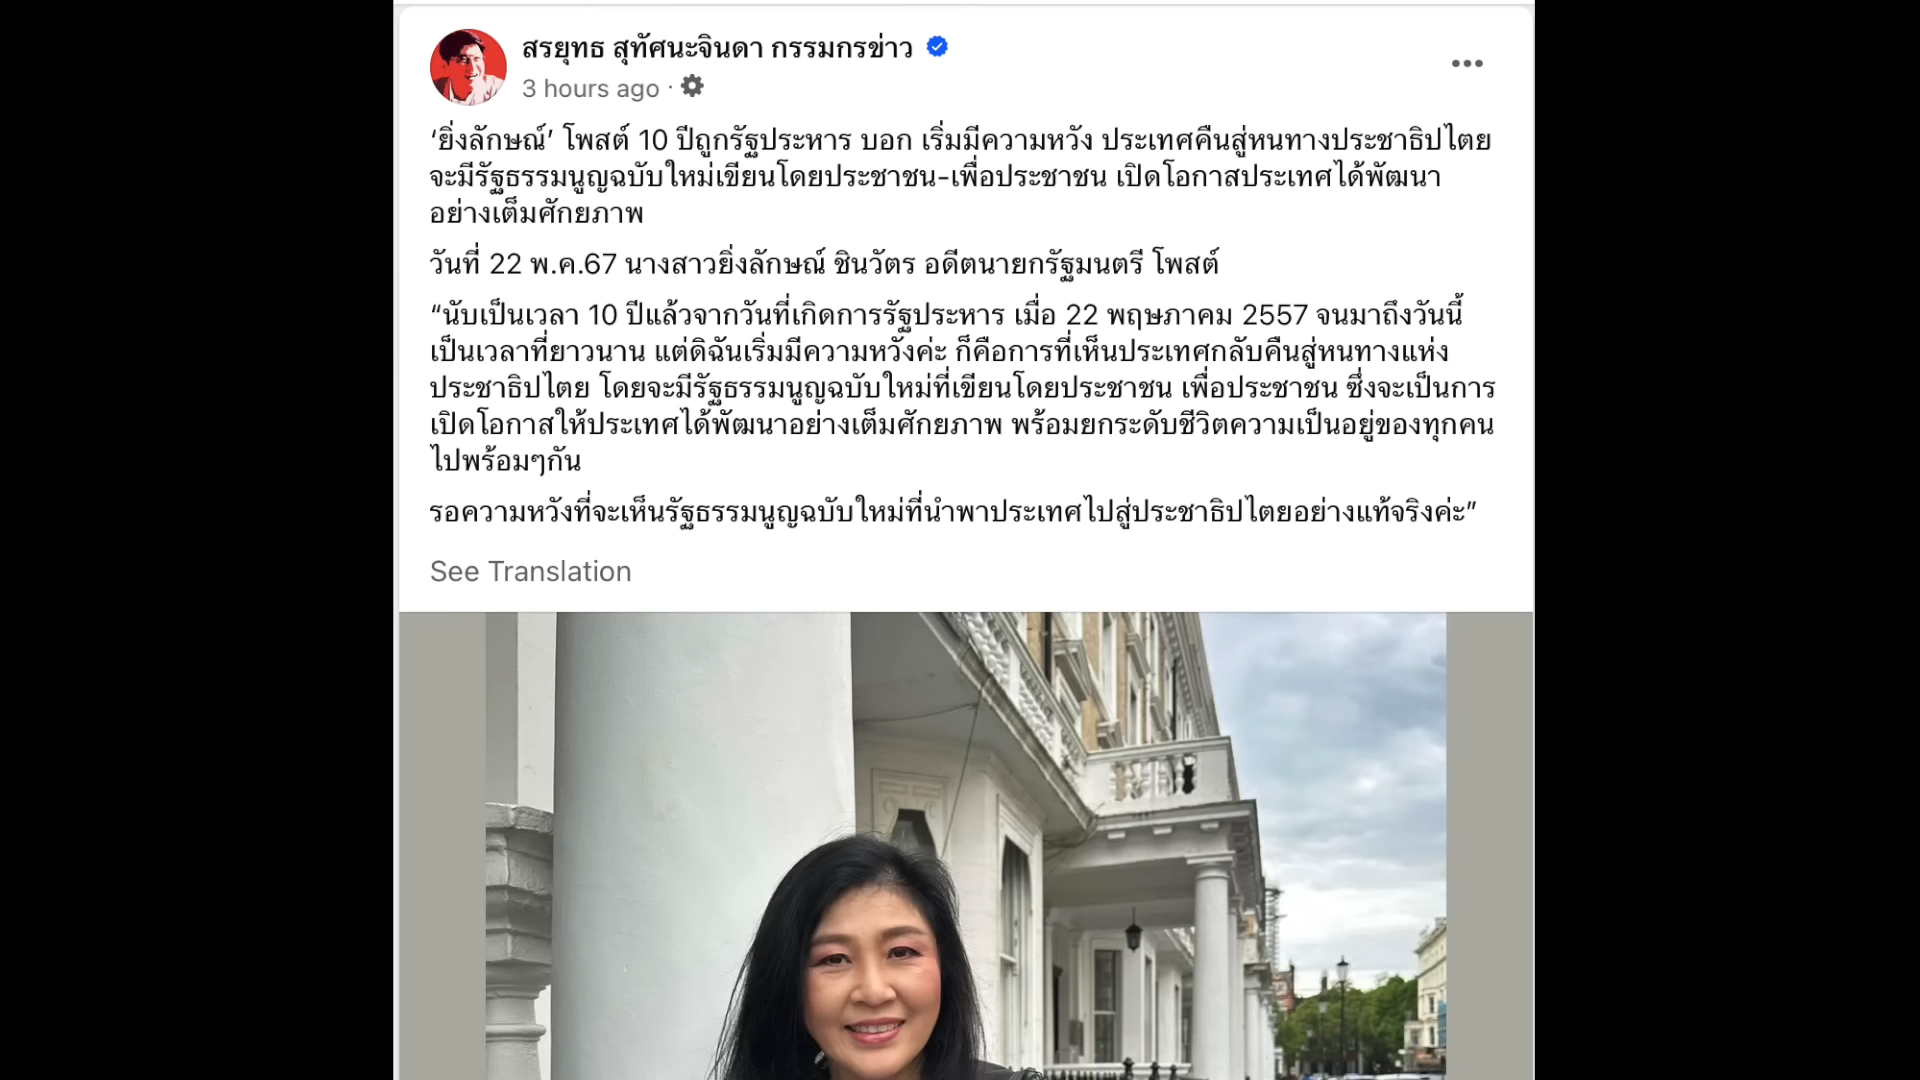 สรยุทธ สุทัศนะจินดา กรรมกรข่าว
3 hours ago ·
‘ยิ่งลักษณ์’ โพสต์ 10 ปีถูกรัฐประหาร บอก เริ่มมีความหวัง ประเทศคืนสู่หนทางประชาธิปไตย
จะมีรัฐธรรมนูญฉบับใหม่เขียนโดยประชาชน-เพื่อประชาชน เปิดโอกาสประเทศได้พัฒนา
อย่างเต็มศักยภาพ
วันที่ 22 พ.ค.67 นางสาวยิ่งลักษณ์ ชินวัตร อดีตนายกรัฐมนตรี โพสต์
“นับเป็นเวลา 10 ปีแล้วจากวันที่เกิดการรัฐประหาร เมื่อ 22 พฤษภาคม 2557 จนมาถึงวันนี้
เป็นเวลาที่ยาวนาน แต่ดิฉันเริ่มมีความหวังค่ะ ก็คือการที่เห็นประเทศกลับคืนสู่หนทางแห่ง
ประชาธิปไตย โดยจะมีรัฐธรรมนูญฉบับใหม่ที่เขียนโดยประชาชน เพื่อประชาชน ซึ่งจะเป็นการ
เปิดโอกาสให้ประเทศได้พัฒนาอย่างเต็มศักยภาพ พร้อมยกระดับชีวิตความเป็นอยู่ของทุกคน
ไปพร้อมๆกัน
รอความหวังที่จะเห็นรัฐธรรมนูญฉบับใหม่ที่นำพาประเทศไปสู่ประชาธิปไตยอย่างแท้จริงค่ะ”
See Translation